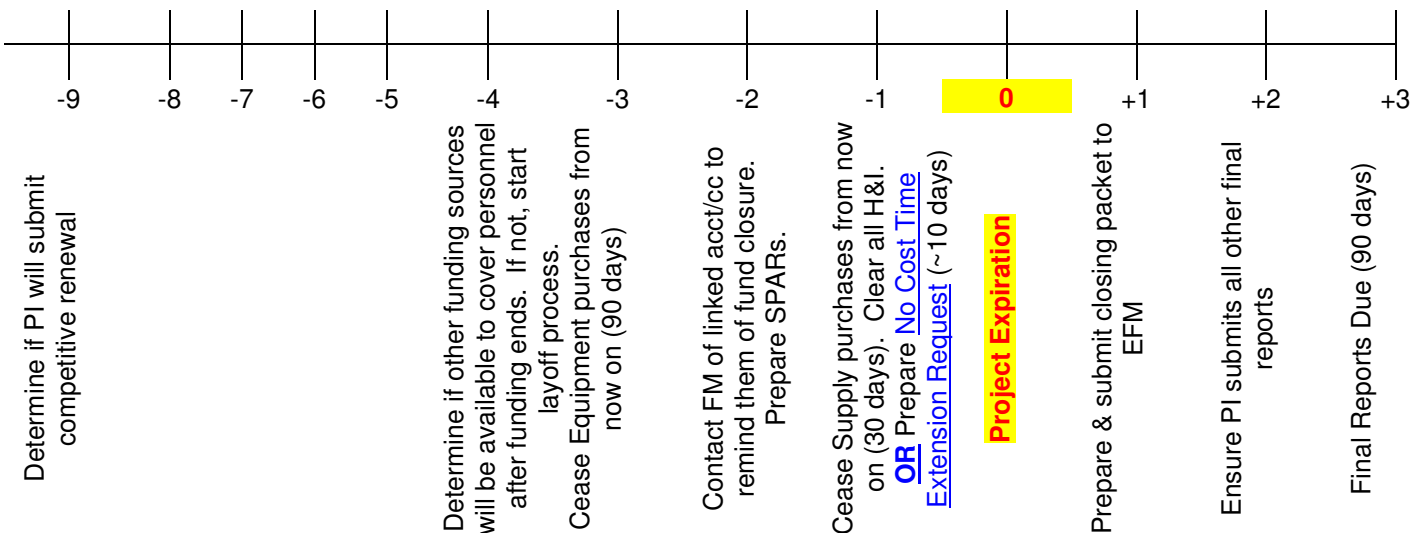 -9 -8 -7 -6 -5 -4 -3 -2 -1 0 +1 +2 +3
Determine if PI will submit
competitive renewal
Determine if other funding sources
will be available to cover personnel
after funding ends.  If not, start
layoff process.
Cease Equipment purchases from
now on (90 days)
Contact FM of linked acct/cc to
remind them of fund closure.
Prepare SPARs.
Cease Supply purchases from now
on (30 days).  Clear all H&I.
OR Prepare No Cost Time
Extension Request (~10 days)
Project Expiration
Prepare & submit closing packet to
EFM
Ensure PI submits all other final
reports
Final Reports Due (90 days)